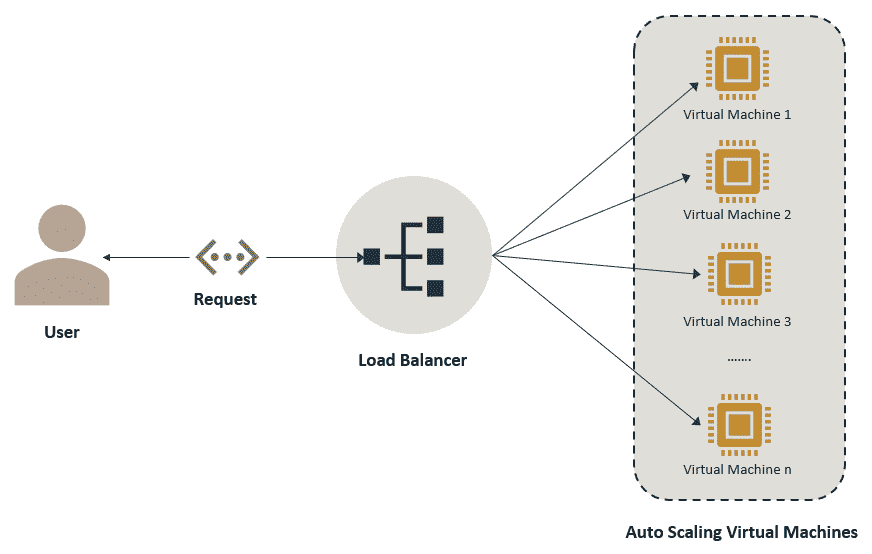 Virtual Machine 1
Virtual Machine 2
Request
User
Load Balancer
Virtual Machine 3
.......
Virtual Machine n
Auto Scaling Virtual Machines